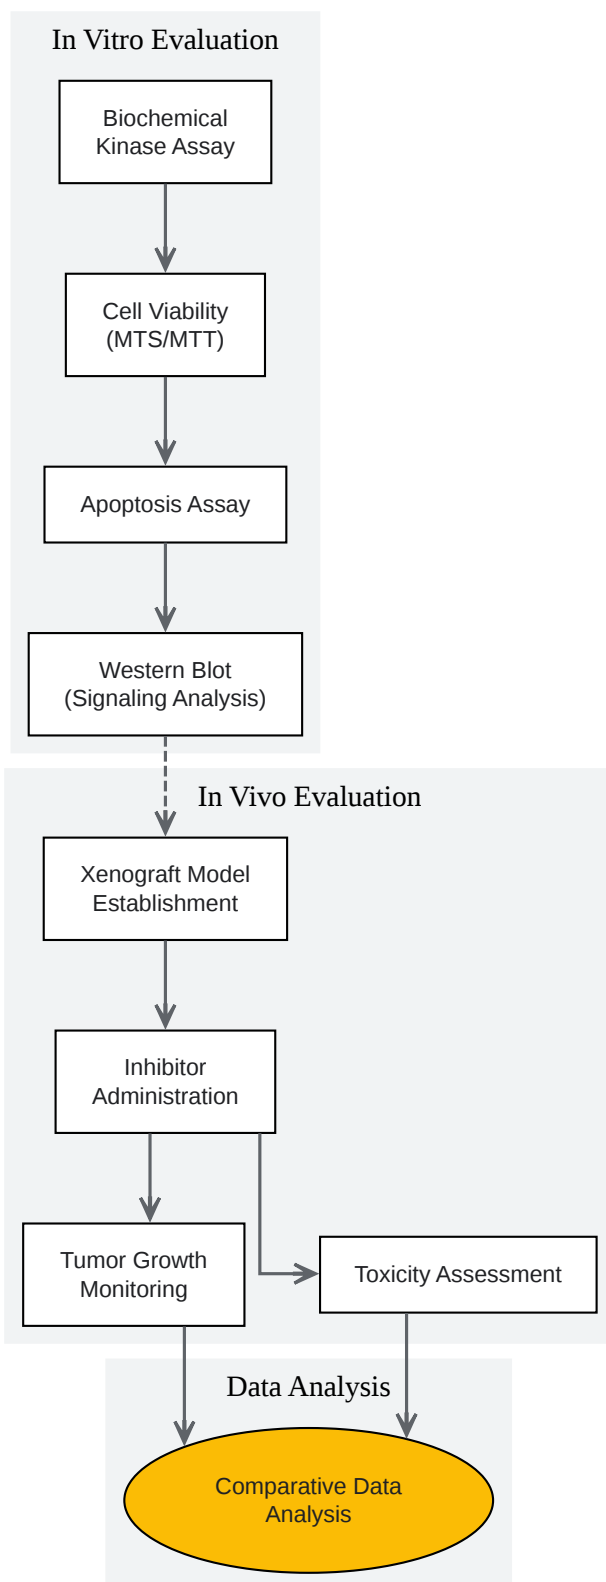 In Vitro Evaluation
Biochemical
Kinase Assay
Cell Viability
(MTS/MTT)
Apoptosis Assay
Western Blot
(Signaling Analysis)
In Vivo Evaluation
Xenograft Model
Establishment
Inhibitor
Administration
Tumor Growth
Monitoring
Toxicity Assessment
Data Analysis
Comparative Data
Analysis